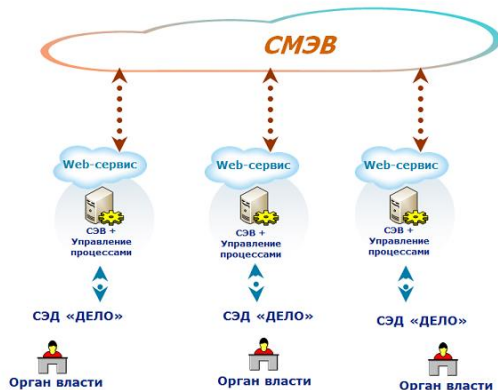 СМЭВ
Web-сервис
Web-сервис
Web-сервис
СЭВ +
Управление
процессами
СЭВ +
Управление
процессами
СЭВ +
Управление
процессами
СЭД «ДЕЛО»
СЭД «ДЕЛО»
СЭД «ДЕЛО»
Орган власти
Орган власти
Орган власти